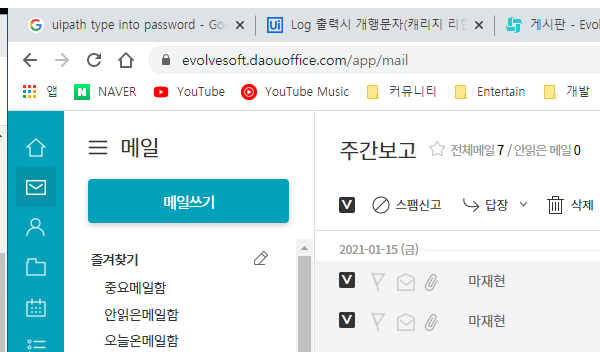 uipath type into password - Goo
Log 출력시 개행문자(캐리지 리턴
게시판 - Evol
evolvesoft.daouoffice.com/app/mail
앱
NAVER
YouTube
YouTube Music
커뮤니티
Entertain
개발
메일
메일쓰기
즐겨찾기
중요메일함
안읽은메일함
오늘온메일함
주간보고 전체메일 7 / 안읽은 메일 0
스팸신고 답장 삭제
2021-01-15 (금)
마재현
마재현